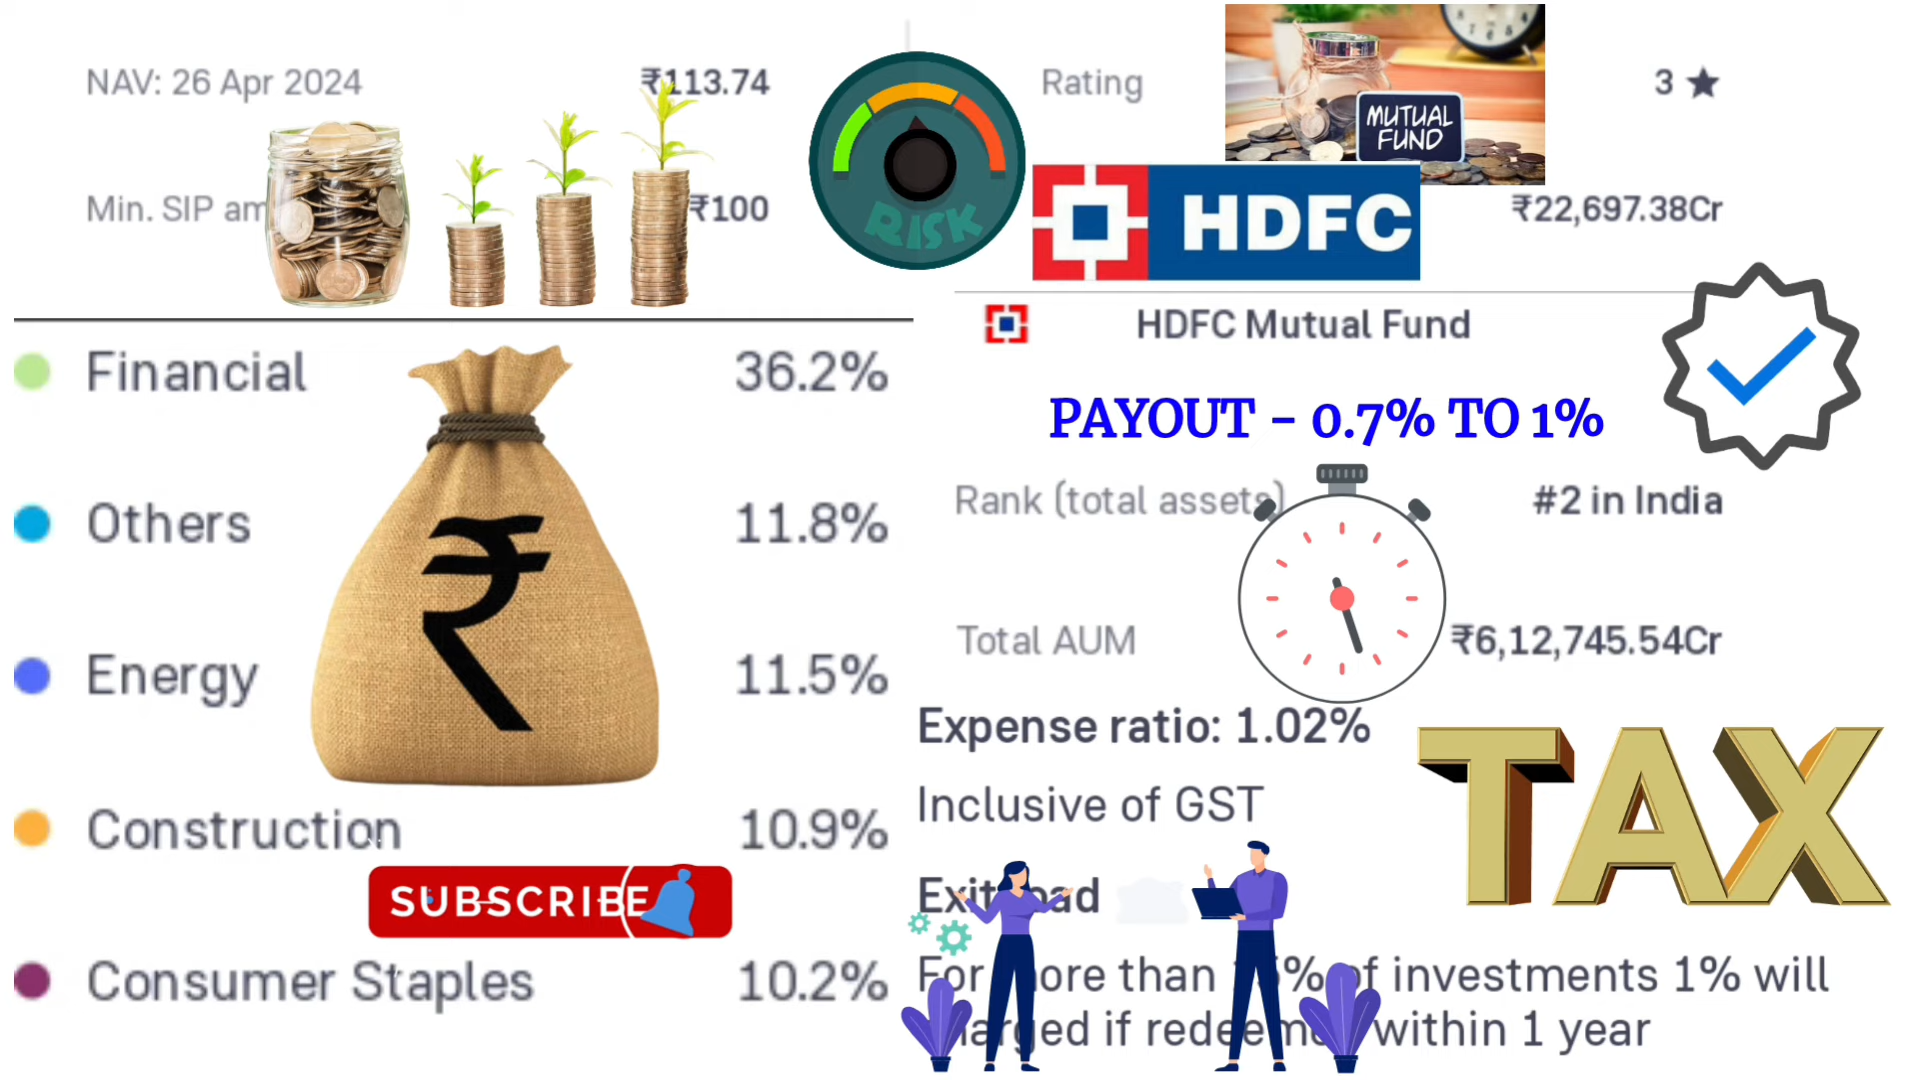 NAV: 26 Apr 2024 ₹113.74
Min. SIP am ₹100
RISK
Rating 3 ★
MUTUAL
FUND
HDFC
₹22,697.38Cr
HDFC Mutual Fund
PAYOUT - 0.7% TO 1%
Rank (total assets) #2 in India
Total AUM ₹6,12,745.54Cr
Expense ratio: 1.02%
Inclusive of GST
TAX
Exit
For more than % of investments 1% will
within 1 year
Financial 36.2%
Others 11.8%
₹
Energy 11.5%
Construction 10.9%
SUBSCRIBE
Consumer Staples 10.2%